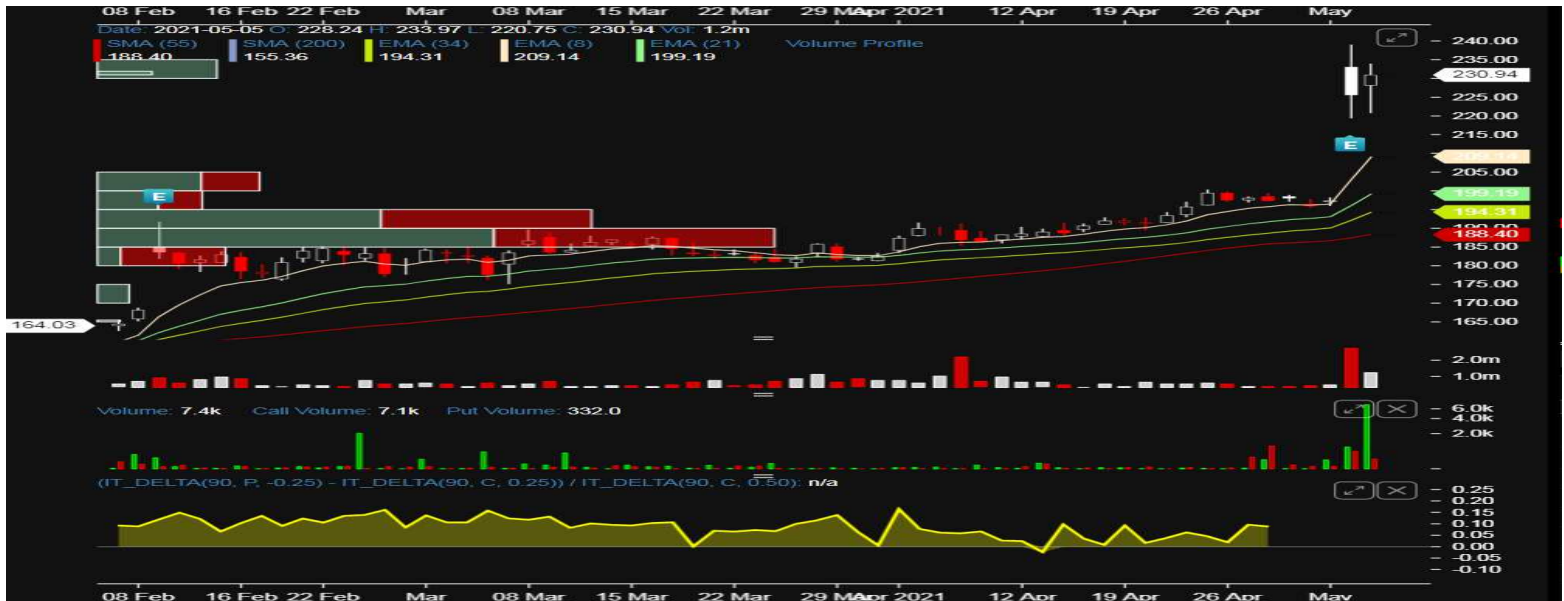 08 Feb 16 Feb 22 Feb Mar 08 Mar 15 Mar 22 Mar 29 Mar Apr 2021 12 Apr 19 Apr 26 Apr May
Date: 2021-05-05 O: 228.24 H: 233.97 L: 220.75 C: 230.94 Vol: 1.2m
SMA (55) SMA (200) EMA (34) EMA (8) EMA (21) Volume Profile
188.40 155.36 194.31 209.14 199.19
240.00
235.00
230.94
225.00
220.00
215.00
E
209.14
205.00
E
199.19
194.31
190.00
188.40
185.00
180.00
175.00
170.00
164.03
165.00
2.0m
1.0m
Volume: 7.4k Call Volume: 7.1k Put Volume: 332.0
6.0k
4.0k
2.0k
(IT_DELTA(90, P, -0.25) - IT_DELTA(90, C, 0.25)) / IT_DELTA(90, C, 0.50): n/a
0.25
0.20
0.15
0.10
0.05
0.00
-0.05
-0.10
08 Feb 16 Feb 22 Feb Mar 08 Mar 15 Mar 22 Mar 29 Mar Apr 2021 12 Apr 19 Apr 26 Apr May